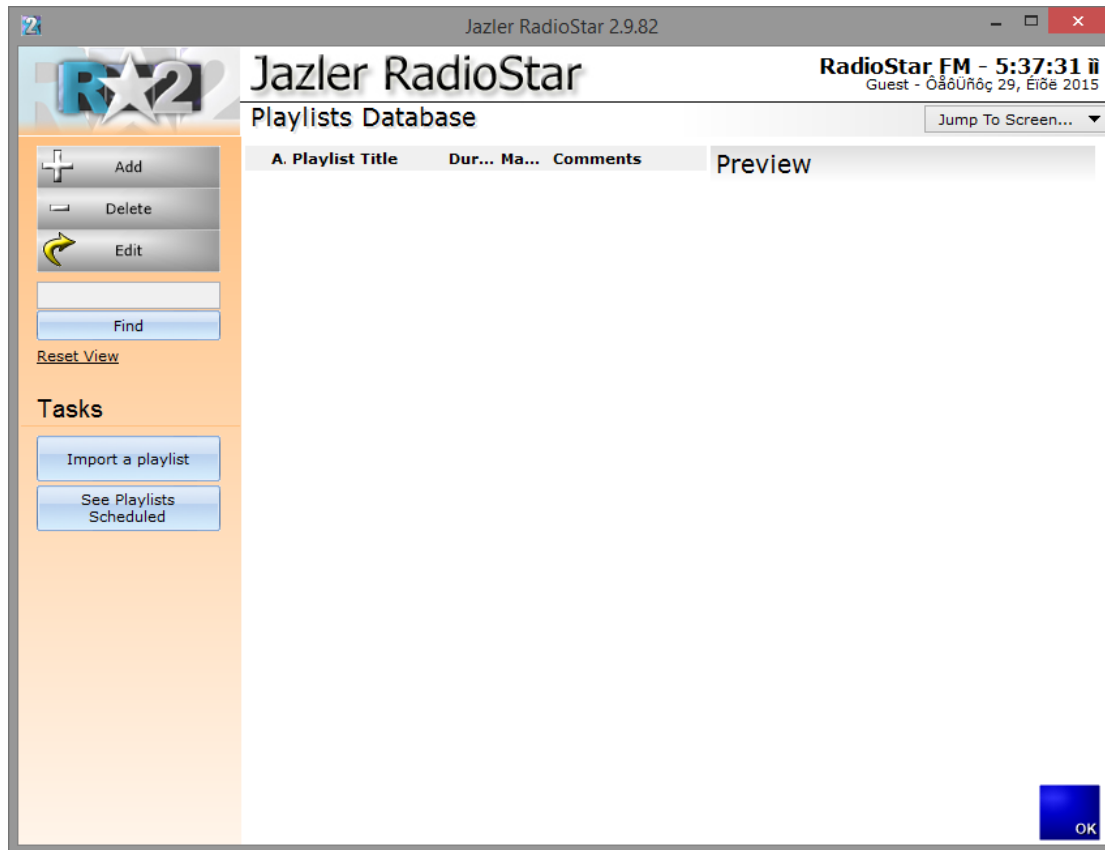 Jazler RadioStar 2.9.82
R☆2
Jazler RadioStar
RadioStar FM - 5:37:31 ìì
Guest - ÔåôÜñôç 29, Éïõë 2015
Playlists Database
Jump To Screen...
Add
Delete
Edit
Find
Reset View
Tasks
Import a playlist
See Playlists
Scheduled
A. Playlist Title Dur... Ma... Comments
Preview
OK